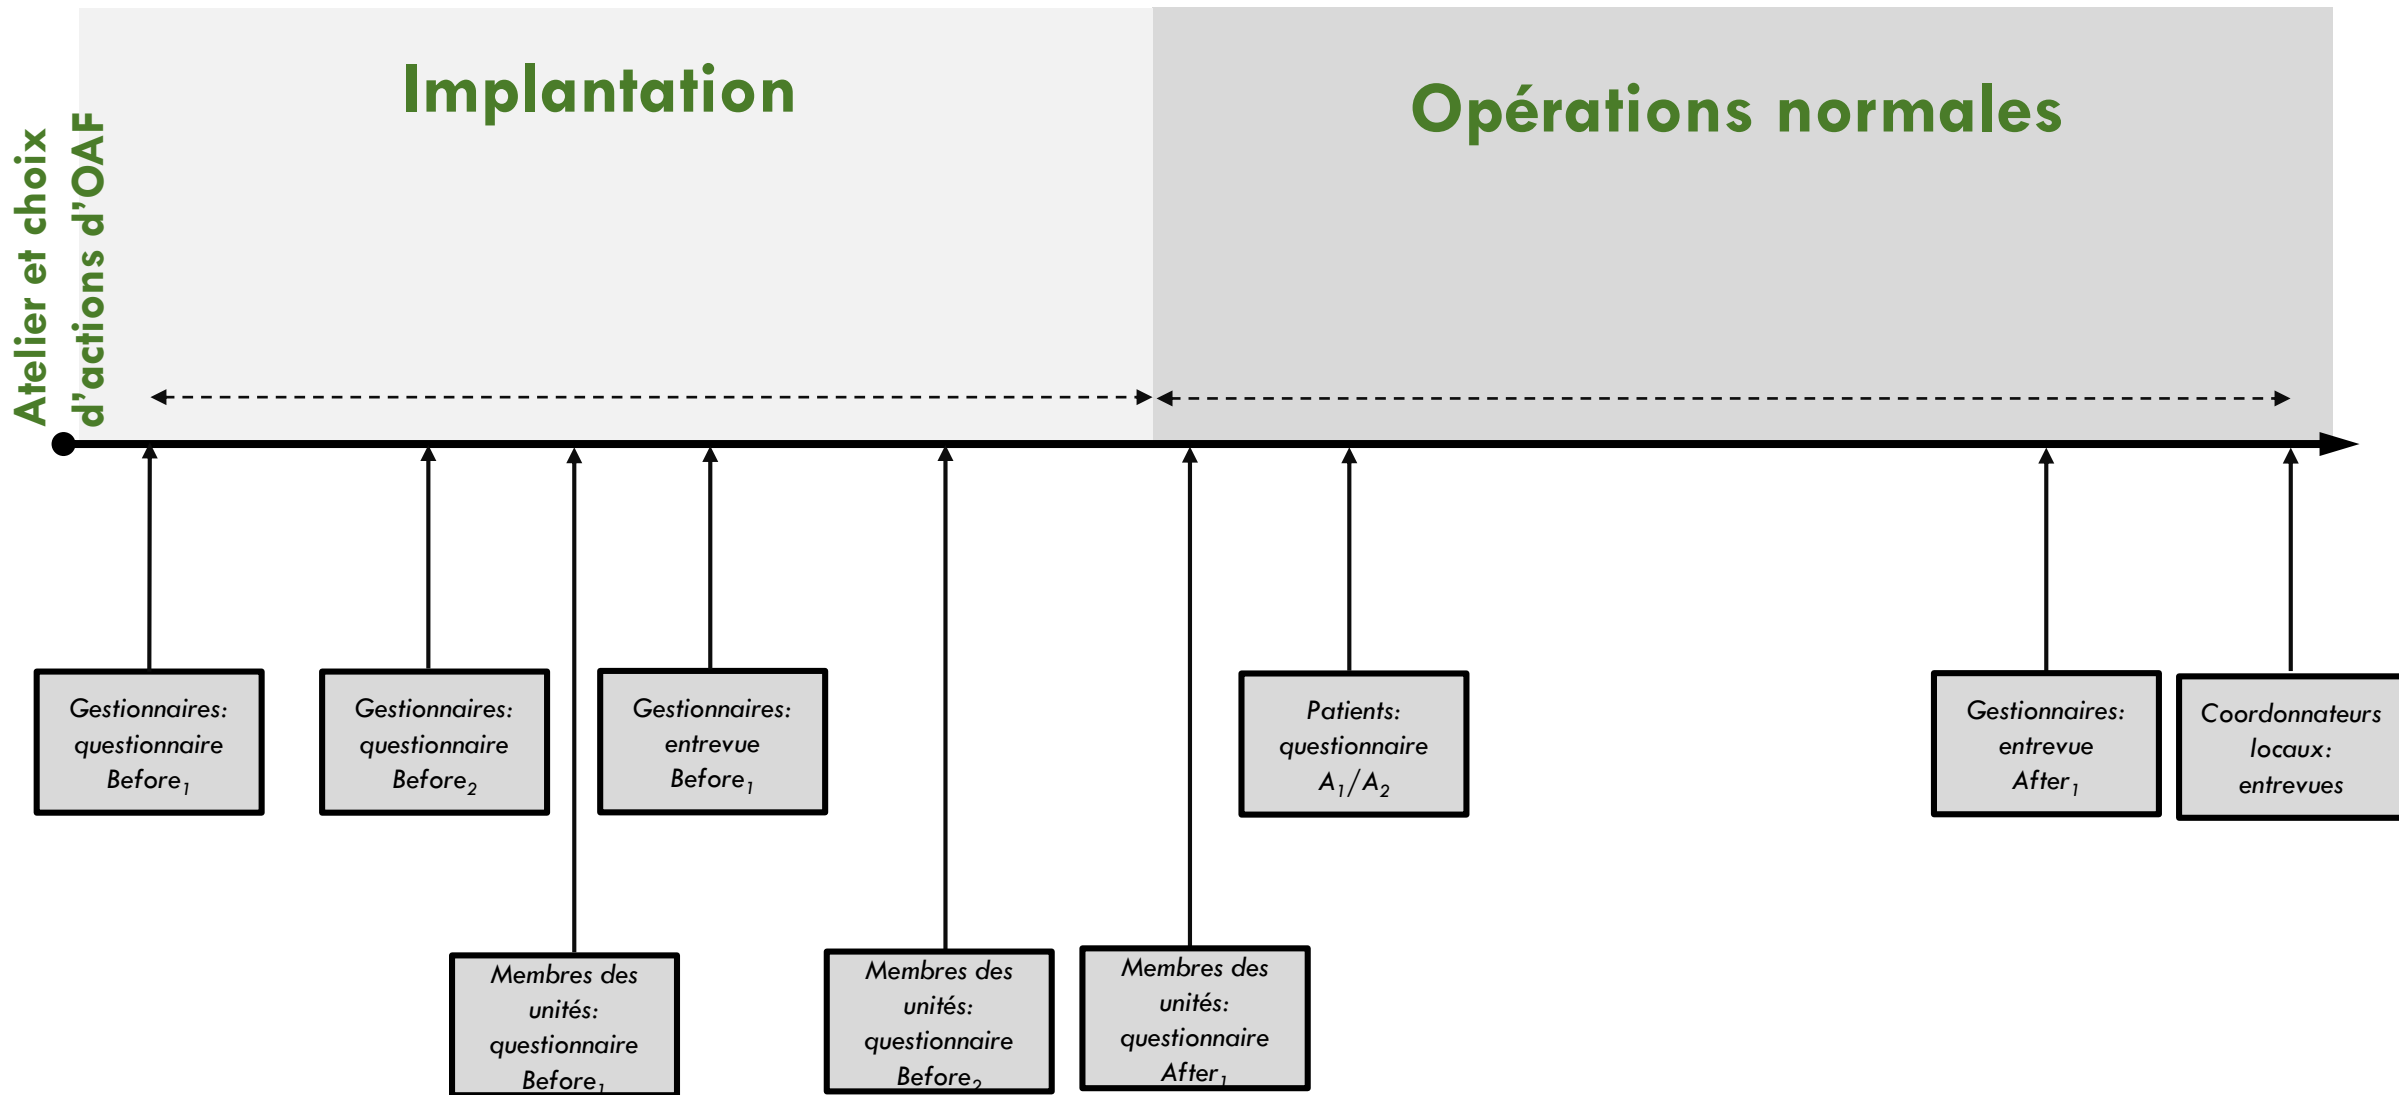 Atelier et choix
d'actions d'OAF
Implantation
Opérations normales
Gestionnaires:
questionnaire
Before₁
Gestionnaires:
questionnaire
Before₂
Gestionnaires:
entrevue
Before₁
Patients:
questionnaire
A₁/A₂
Gestionnaires:
entrevue
After₁
Coordonnateurs
locaux:
entrevues
Membres des
unités:
questionnaire
Before₁
Membres des
unités:
questionnaire
Before₂
Membres des
unités:
questionnaire
After₁